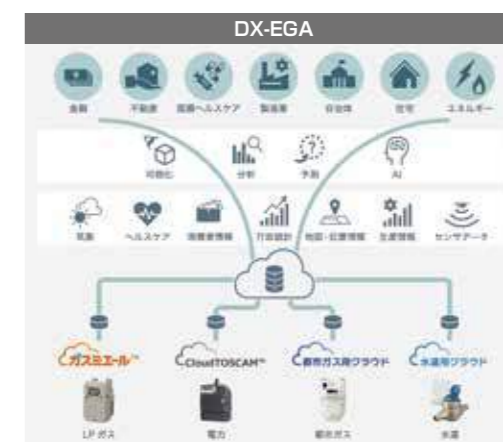 DX-EGA
金融 不動産 医療ヘルスケア 製造業 自治体 住宅 エネルギー
可視化 分析 予測 AI
気象 ヘルスケア 消費者情報 行政統計 地図・位置情報 生産情報 センサデータ
ガスミエール™ CloudTOSCAM™ 都市ガス用クラウド 水道用クラウド
LPガス 電力 都市ガス 水道